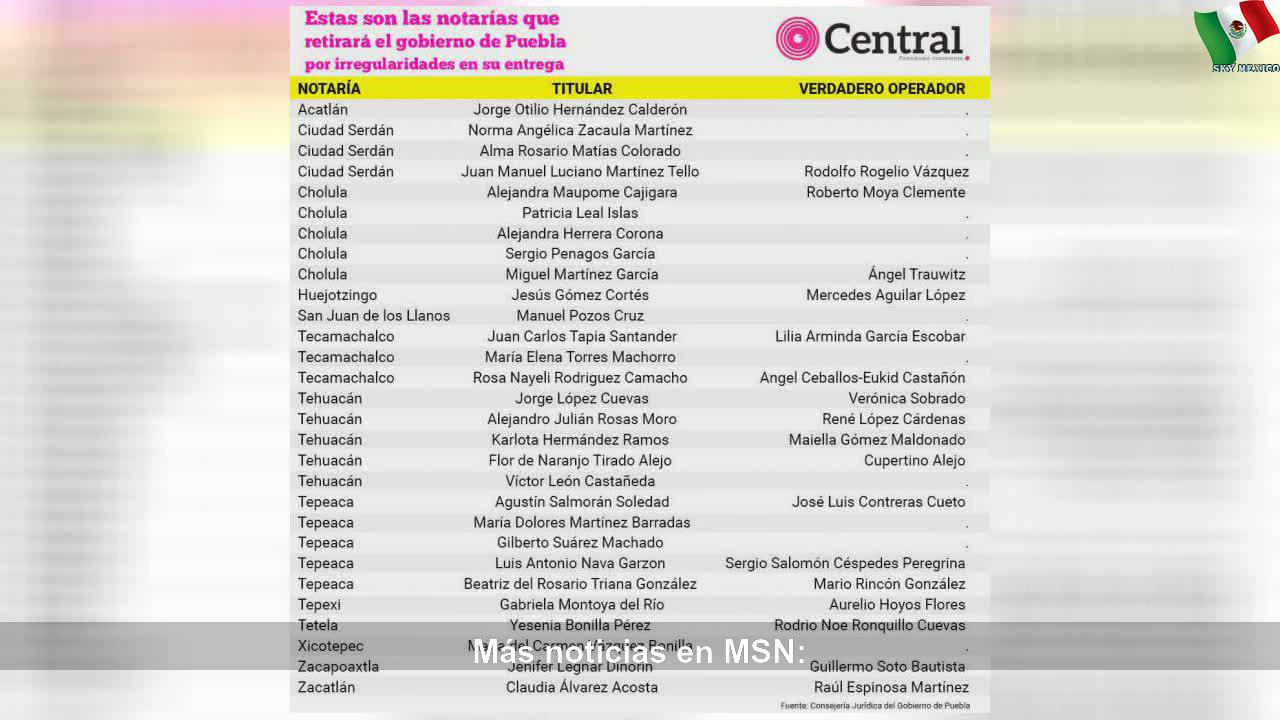 Estas son las notarías que
retirará el gobierno de Puebla
por irregularidades en su entrega
Central
SKY MEXICO
NOTARÍA TITULAR VERDADERO OPERADOR
Acatlán Jorge Otilio Hernández Calderón .
Ciudad Serdán Norma Angélica Zacaula Martínez .
Ciudad Serdán Alma Rosario Matías Colorado .
Ciudad Serdán Juan Manuel Luciano Martínez Tello Rodolfo Rogelio Vázquez
Cholula Alejandra Maupome Cajigara Roberto Moya Clemente
Cholula Patricia Leal Islas .
Cholula Alejandra Herrera Corona .
Cholula Sergio Penagos García .
Cholula Miguel Martínez García Ángel Trauwitz
Huejotzingo Jesús Gómez Cortés Mercedes Aguilar López
San Juan de los Llanos Manuel Pozos Cruz .
Tecamachalco Juan Carlos Tapia Santander Lilia Arminda García Escobar
Tecamachalco María Elena Torres Machorro .
Tecamachalco Rosa Nayeli Rodriguez Camacho Angel Ceballos-Eukid Castañón
Tehuacán Jorge López Cuevas Verónica Sobrado
Tehuacán Alejandro Julián Rosas Moro René López Cárdenas
Tehuacán Karlota Hernández Ramos Maiella Gómez Maldonado
Tehuacán Flor de Naranjo Tirado Alejo Cupertino Alejo
Tehuacán Víctor León Castañeda .
Tepeaca Agustín Salmorán Soledad José Luis Contreras Cueto
Tepeaca María Dolores Martínez Barradas .
Tepeaca Gilberto Suárez Machado .
Tepeaca Luis Antonio Nava Garzon Sergio Salomón Céspedes Peregrina
Tepeaca Beatriz del Rosario Triana González Mario Rincón González
Tepexi Gabriela Montoya del Río Aurelio Hoyos Flores
Tetela Yesenia Bonilla Pérez Rodrio Noe Ronquillo Cuevas
Xicotepec del Carmen .
Más noticias en MSN:
Zacapoaxtla Jenifer Legnar Dinorin Guillermo Soto Bautista
Zacatlán Claudia Álvarez Acosta Raúl Espinosa Martínez
Fuente: Consejería Jurídica del Gobierno de Puebla